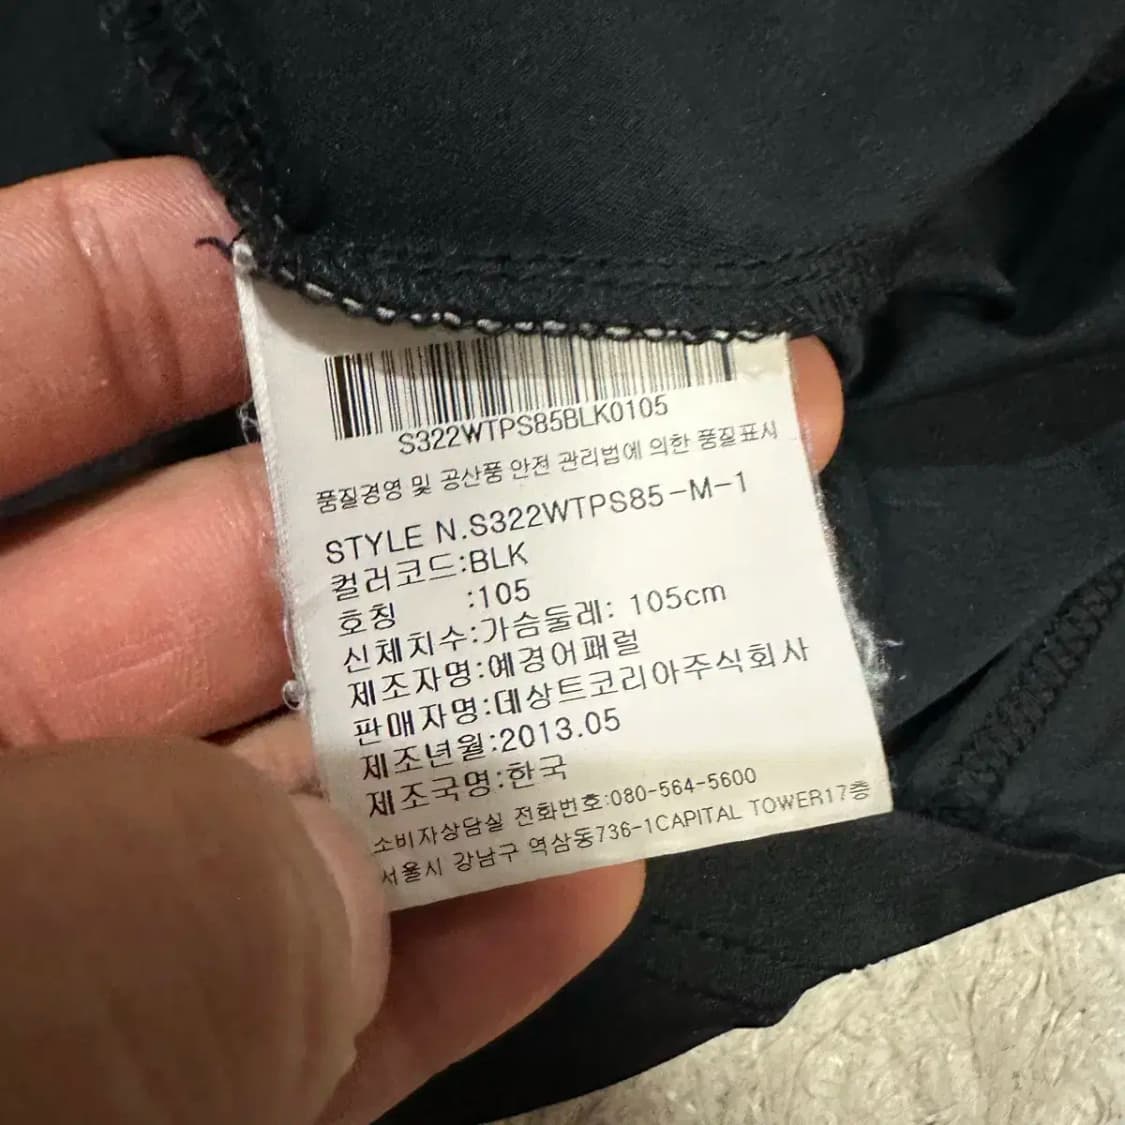 S322WTPS85BLK0105
품질경영 및 공산품 안전 관리법에 의한 품질표시
STYLE N.S322WTPS85-M-1
컬러코드:BLK
호칭 :105
신체치수:가슴둘레: 105cm
제조자명:예경어패럴
판매자명:데상트코리아주식회사
제조년월:2013.05
제조국명:한국
소비자상담실 전화번호:080-564-5600
서울시 강남구 역삼동736-1CAPITAL TOWER17층